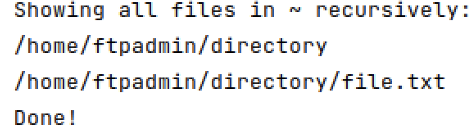 Showing all files in ~ recursively:
/home/ftpadmin/directory
/home/ftpadmin/directory/file.txt
Done!